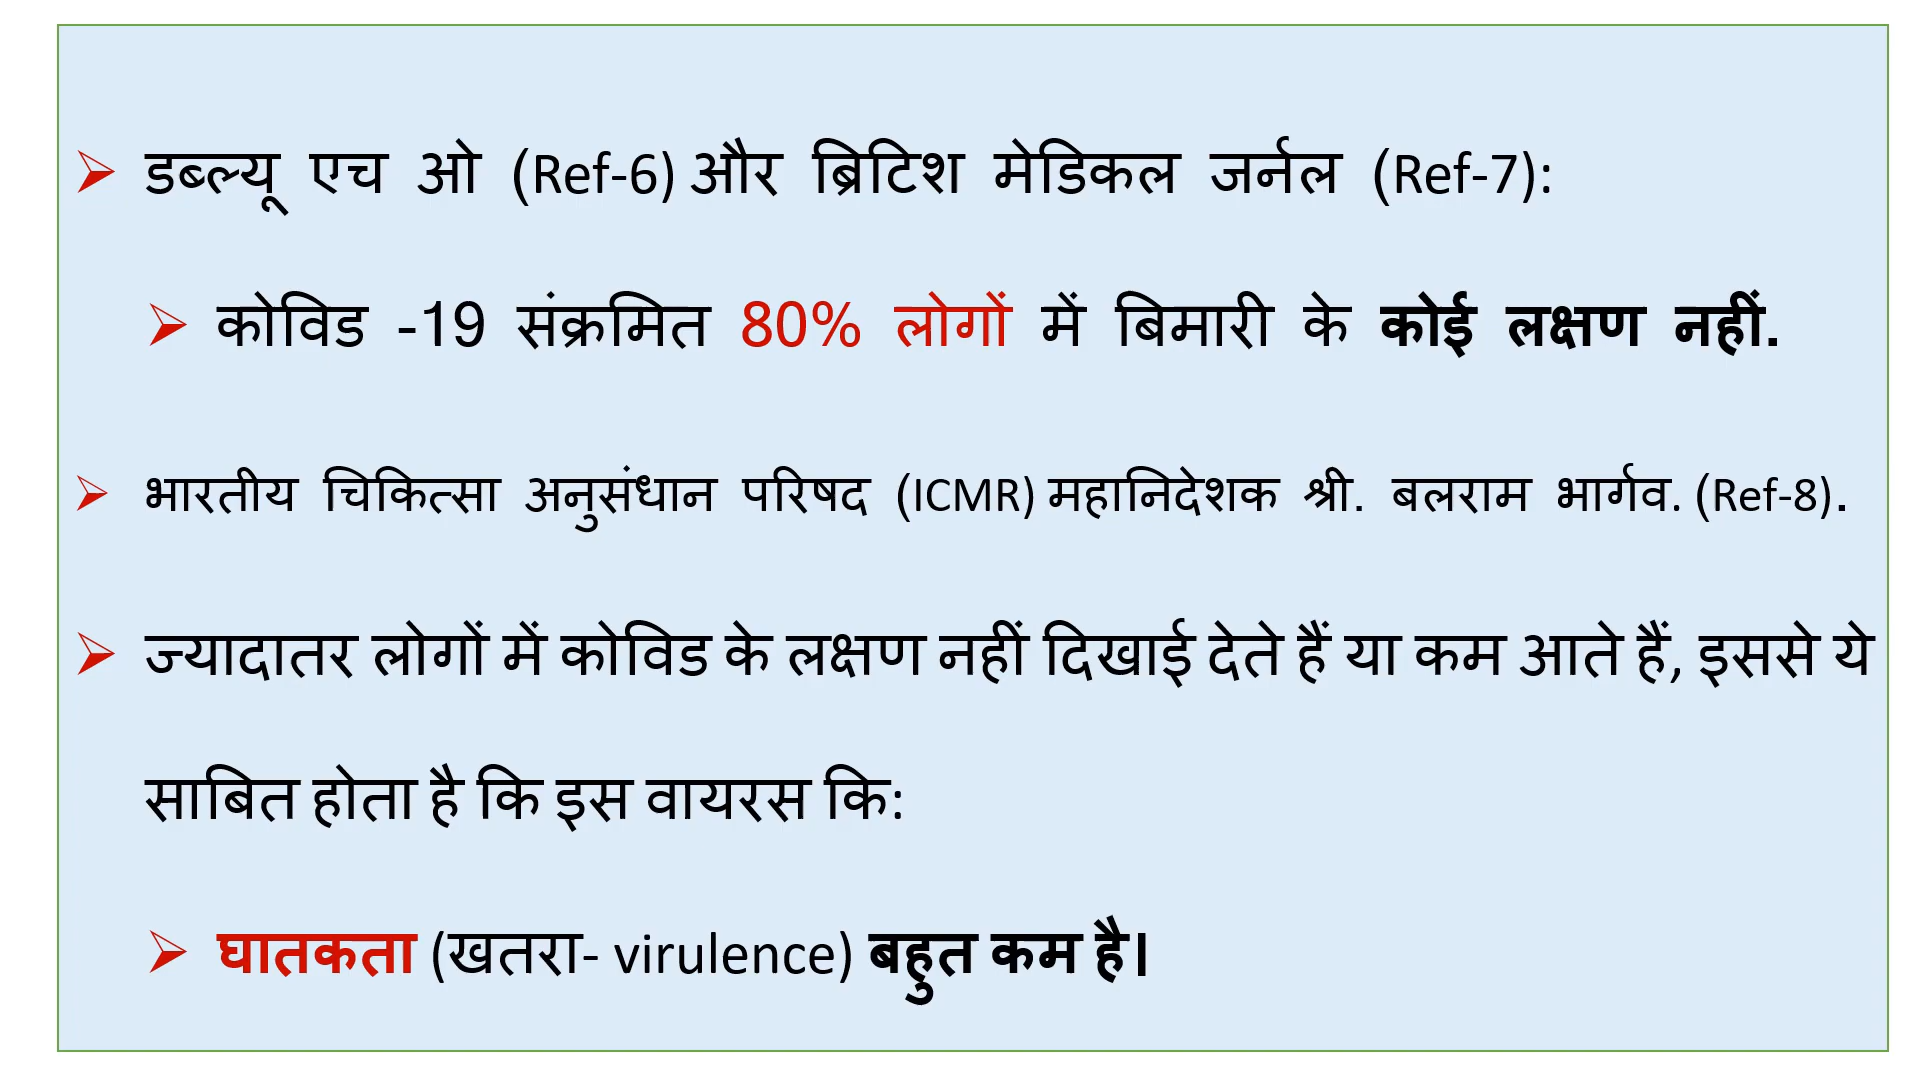 डब्ल्यू एच ओ (Ref-6) और ब्रिटिश मेडिकल जर्नल (Ref-7):
कोविड -19 संक्रमित 80% लोगों में बिमारी के कोई लक्षण नहीं.
भारतीय चिकित्सा अनुसंधान परिषद (ICMR) महानिदेशक श्री. बलराम भार्गव. (Ref-8).
ज्यादातर लोगों में कोविड के लक्षण नहीं दिखाई देते हैं या कम आते हैं, इससे ये
साबित होता है कि इस वायरस कि:
घातकता (खतरा- virulence) बहुत कम है।